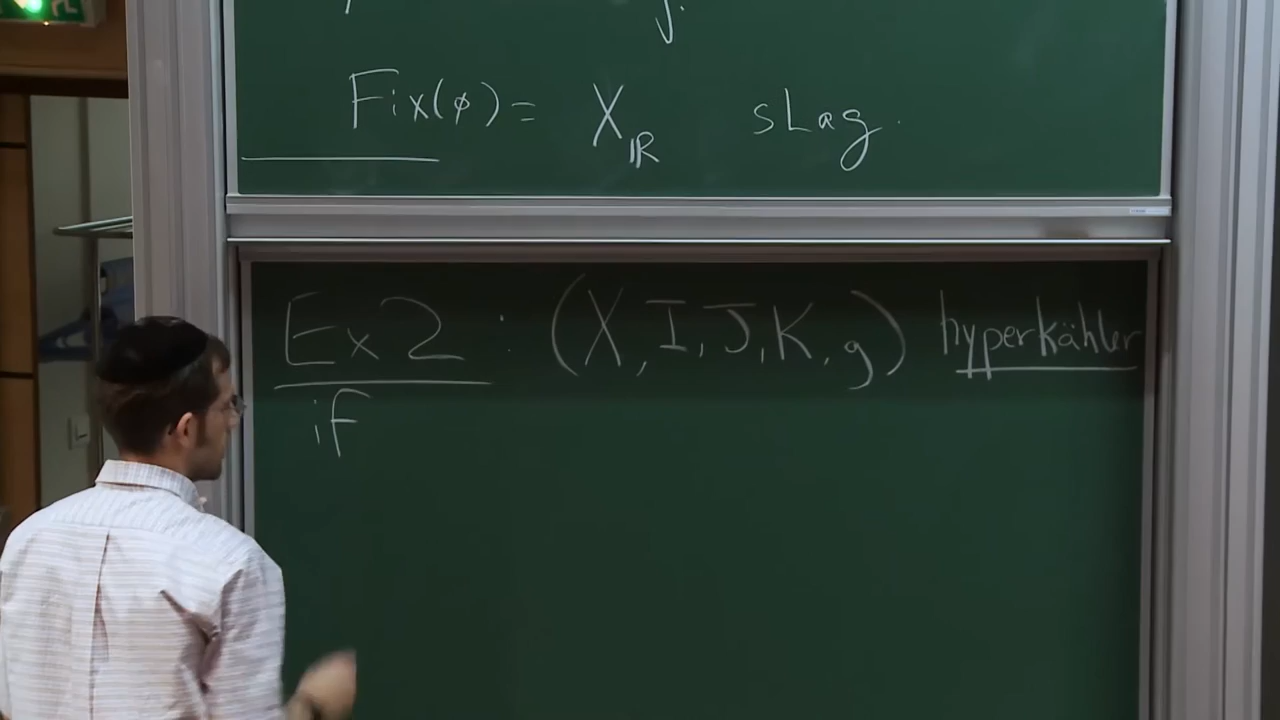 Fix(φ) = X_ℝ sLag.
Ex 2 : (X, I, J, K, g) hyperkähler
if